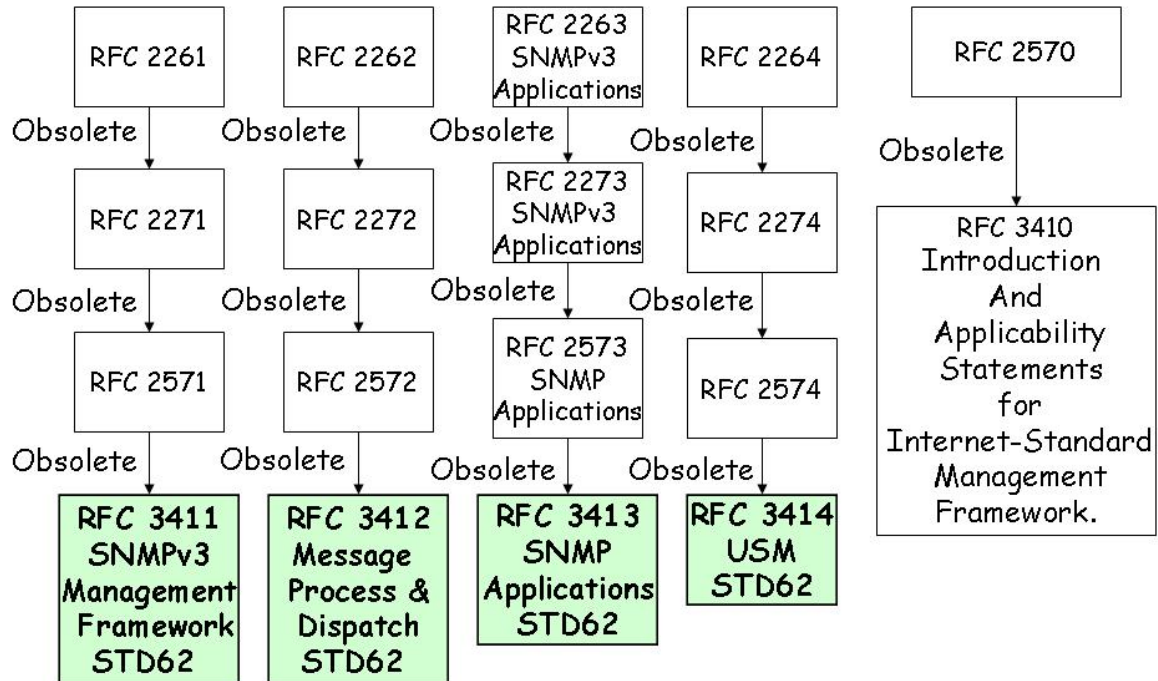 RFC 2261
Obsolete
RFC 2271
Obsolete
RFC 2571
Obsolete
RFC 3411
SNMPv3
Management
Framework
STD62
RFC 2262
Obsolete
RFC 2272
Obsolete
RFC 2572
Obsolete
RFC 3412
Message
Process &
Dispatch
STD62
RFC 2263
SNMPv3
Applications
Obsolete
RFC 2273
SNMPv3
Applications
Obsolete
RFC 2573
SNMP
Applications
Obsolete
RFC 3413
SNMP
Applications
STD62
RFC 2264
Obsolete
RFC 2274
Obsolete
RFC 2574
Obsolete
RFC 3414
USM
STD62
RFC 2570
Obsolete
RFC 3410
Introduction
And
Applicability
Statements
for
Internet-Standard
Management
Framework.